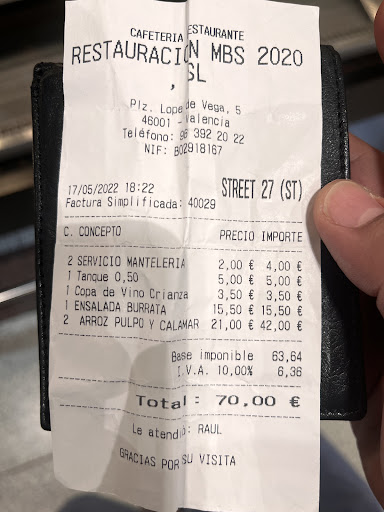 CAFETERIA RESTAURANTE
RESTAURACION MBS 2020
, SL
Plz. Lope de Vega, 5
46001 - Valencia
Teléfono: 96 392 20 22
NIF: B02918167
17/05/2022 18:22 STREET 27 (ST)
Factura Simplificada: 40029
C. CONCEPTO PRECIO IMPORTE
2 SERVICIO MANTELERIA 2,00 € 4,00 €
1 Tanque 0,50 5,00 € 5,00 €
1 Copa de Vino Crianza 3,50 € 3,50 €
1 ENSALADA BURRATA 15,50 € 15,50 €
2 ARROZ PULPO Y CALAMAR 21,00 € 42,00 €
Base imponible 63,64
I.V.A. 10,00% 6,36
Total : 70,00 €
Le atendió: RAUL
GRACIAS POR SU VISITA